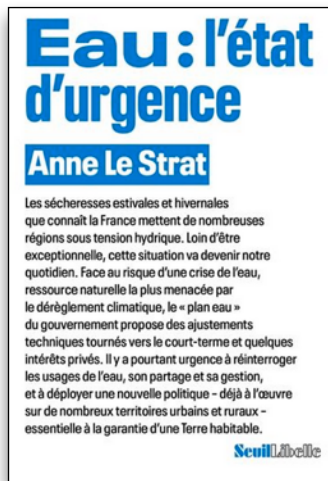 Eau : l'état
d'urgence
Anne Le Strat
Les sécheresses estivales et hivernales
que connaît la France mettent de nombreuses
régions sous tension hydrique. Loin d'être
exceptionnelle, cette situation va devenir notre
quotidien. Face au risque d'une crise de l'eau,
ressource naturelle la plus menacée par
le dérèglement climatique, le « plan eau »
du gouvernement propose des ajustements
techniques tournés vers le court-terme et quelques
intérêts privés. Il y a pourtant urgence à réinterroger
les usages de l'eau, son partage et sa gestion,
et à déployer une nouvelle politique – déjà à l'œuvre
sur de nombreux territoires urbains et ruraux –
essentielle à la garantie d'une Terre habitable.
Seuil Libelle